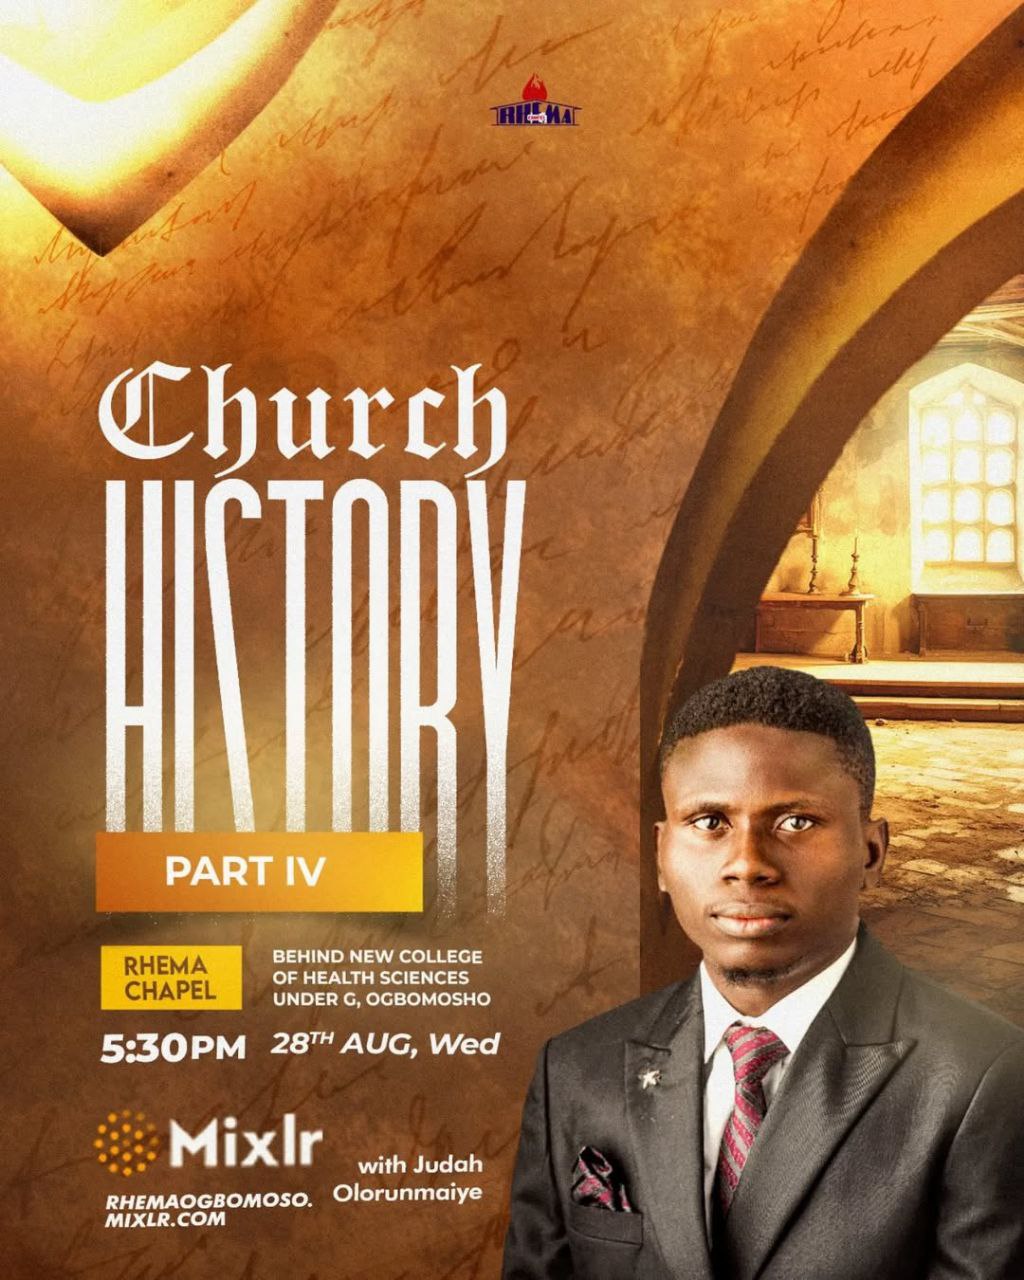 RHEMA
Church
HISTORY
PART IV
RHEMA
CHAPEL
BEHIND NEW COLLEGE
OF HEALTH SCIENCES
UNDER G, OGBOMOSHO
5:30PM
28TH AUG, Wed
Mixlr
with Judah
Olorunmaiye
RHEMAOGBOMOSO.
MIXLR.COM